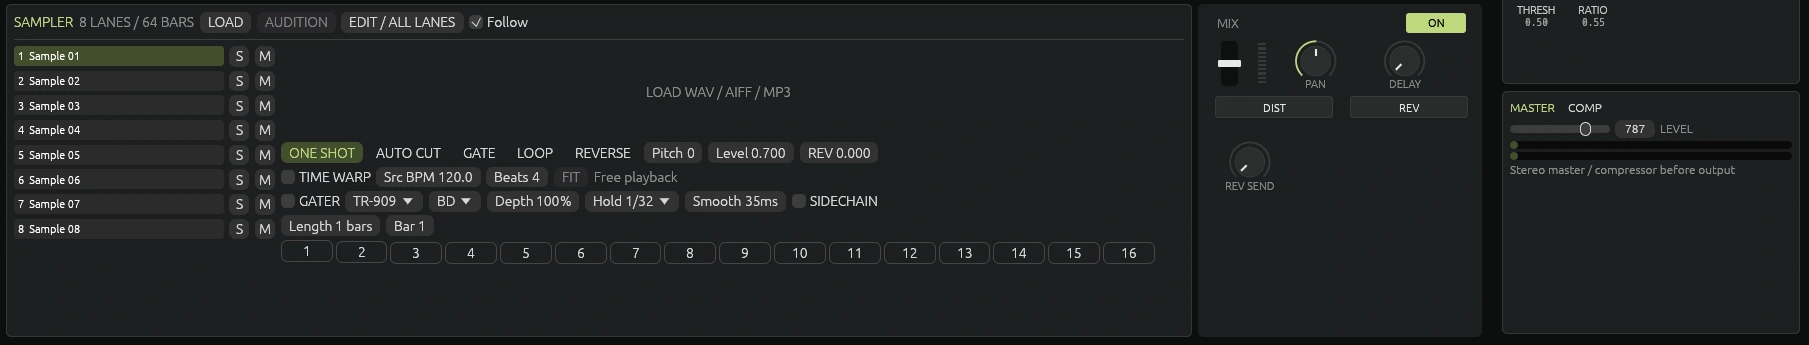 SAMPLER 8 LANES / 64 BARS LOAD AUDITION EDIT / ALL LANES Follow
1 Sample 01 S M
2 Sample 02 S M
3 Sample 03 S M
4 Sample 04 S M
5 Sample 05 S M
6 Sample 06 S M
7 Sample 07 S M
8 Sample 08 S M
LOAD WAV / AIFF / MP3
ONE SHOT AUTO CUT GATE LOOP REVERSE Pitch 0 Level 0.700 REV 0.000
TIME WARP Src BPM 120.0 Beats 4 FIT Free playback
GATER TR-909 BD Depth 100% Hold 1/32 Smooth 35ms SIDECHAIN
Length 1 bars Bar 1
1 2 3 4 5 6 7 8 9 10 11 12 13 14 15 16
MIX ON
PAN DELAY
DIST REV
REV SEND
THRESH RATIO
0.50 0.55
MASTER COMP
787 LEVEL
Stereo master / compressor before output